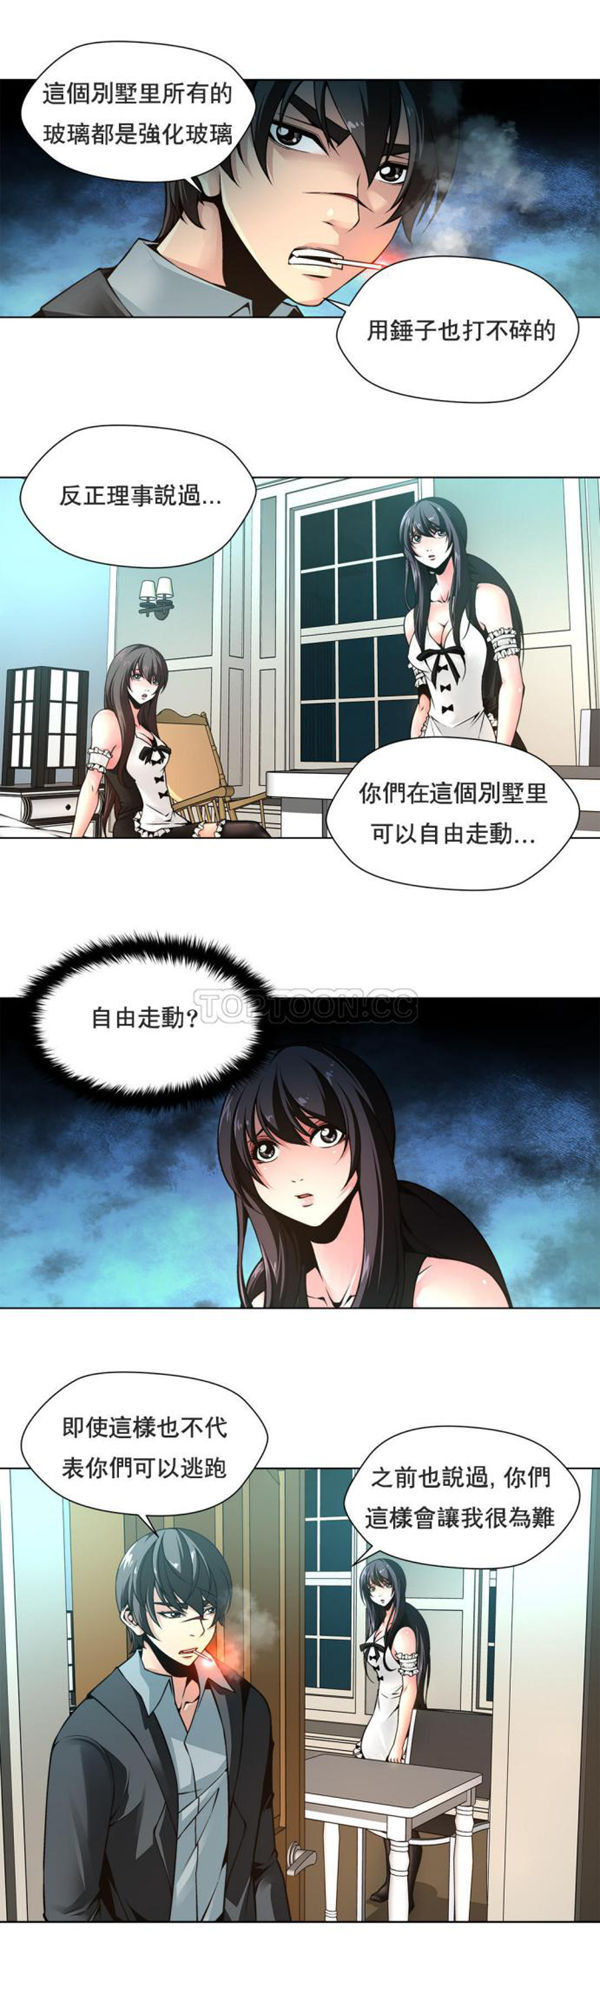 這個別墅里所有的
玻璃都是強化玻璃
用錘子也打不碎的
反正理事說過...
你們在這個別墅里
可以自由走動...
自由走動?
TOPTOON.CC
即使這樣也不代
表你們可以逃跑
之前也說過, 你們
這樣會讓我很為難